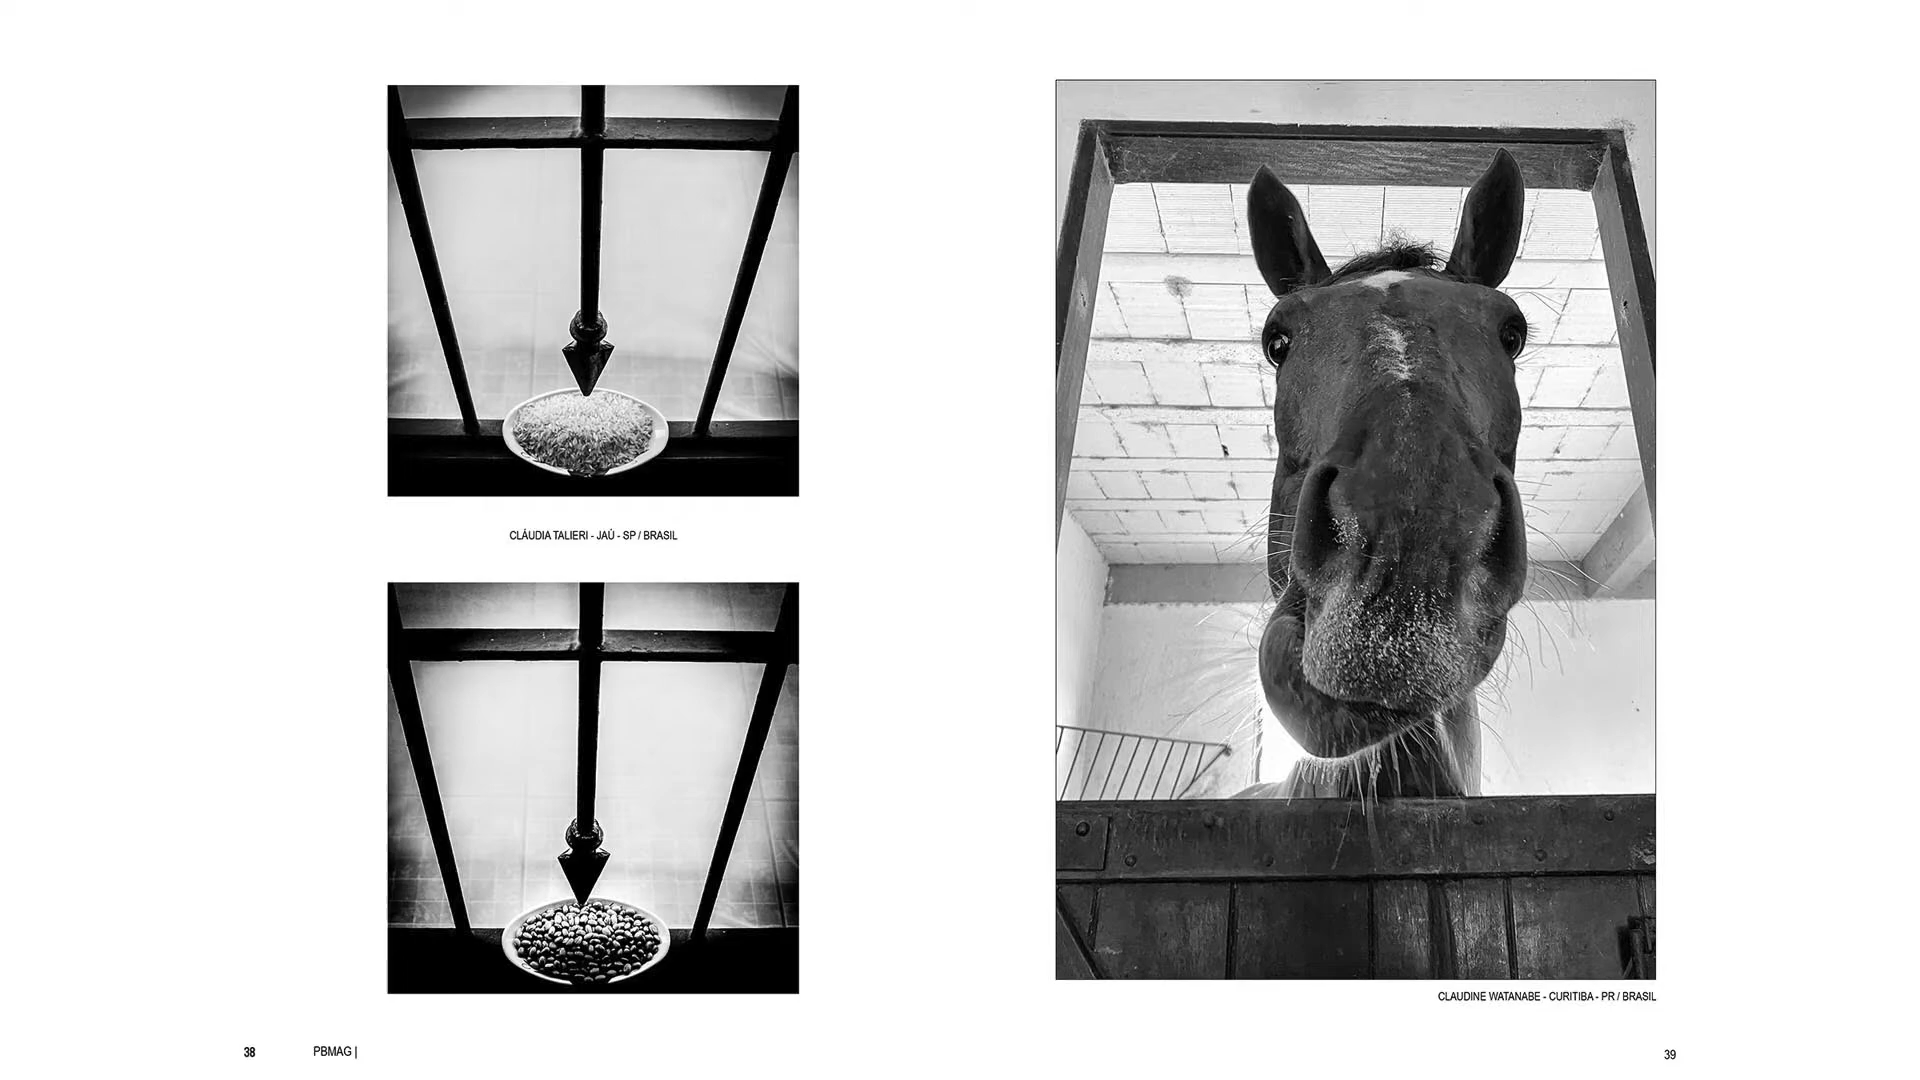 CLÁUDIA TALIERI - JAÚ - SP / BRASIL
38 PBMAG |
CLAUDINE WATANABE - CURITIBA - PR / BRASIL
39